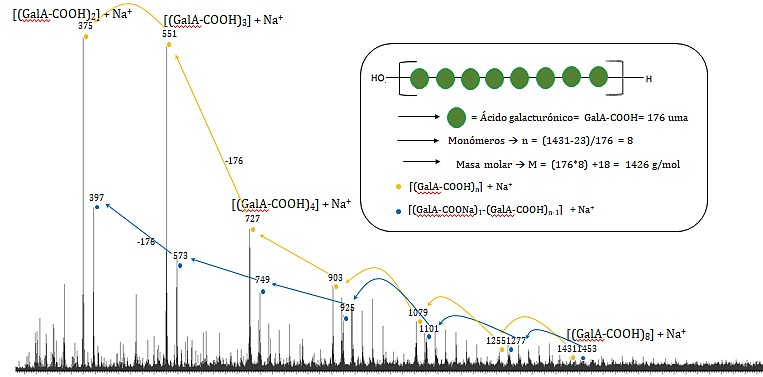 [(GalA-COOH)₂] + Na⁺
375
[(GalA-COOH)₃] + Na⁺
551
HO
H
= Ácido galacturónico= GalA-COOH= 176 uma
Monómeros → n = (1431-23)/176 = 8
Masa molar → M = (176*8) +18 = 1426 g/mol
[(GalA-COOH)ₙ] + Na⁺
[(GalA-COONa)₁-(GalA-COOH)ₙ₋₁] + Na⁺
-176
397
[(GalA-COOH)₄] + Na⁺
727
-176
573
749
903
925
1079
1101
1255
1277
[(GalA-COOH)₈] + Na⁺
1431
1453